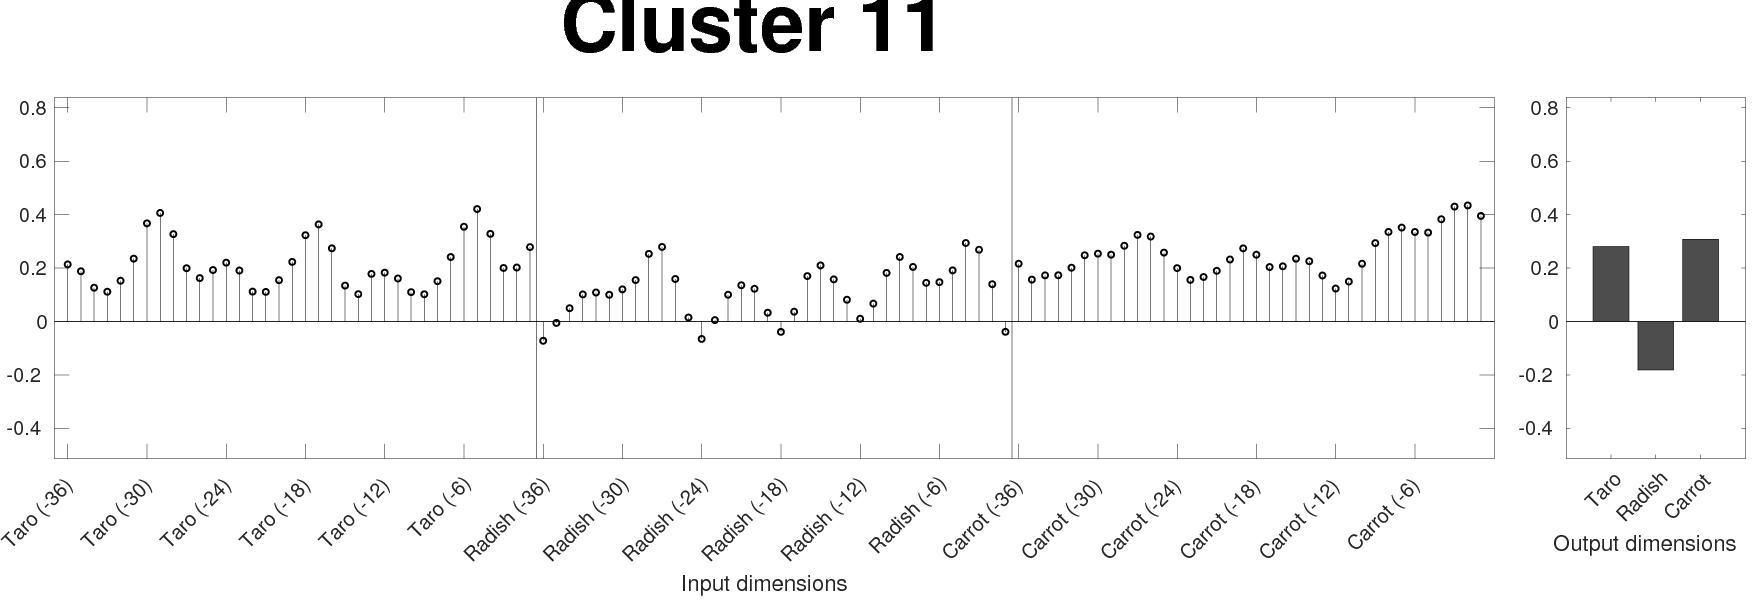 Cluster 11
0.8
0.6
0.4
0.2
0
-0.2
-0.4
Taro (-36)
Taro (-30)
Taro (-24)
Taro (-18)
Taro (-12)
Taro (-6)
Radish (-36)
Radish (-30)
Radish (-24)
Radish (-18)
Radish (-12)
Radish (-6)
Carrot (-36)
Carrot (-30)
Carrot (-24)
Carrot (-18)
Carrot (-12)
Carrot (-6)
Input dimensions
0.8
0.6
0.4
0.2
0
-0.2
-0.4
Taro
Radish
Carrot
Output dimensions